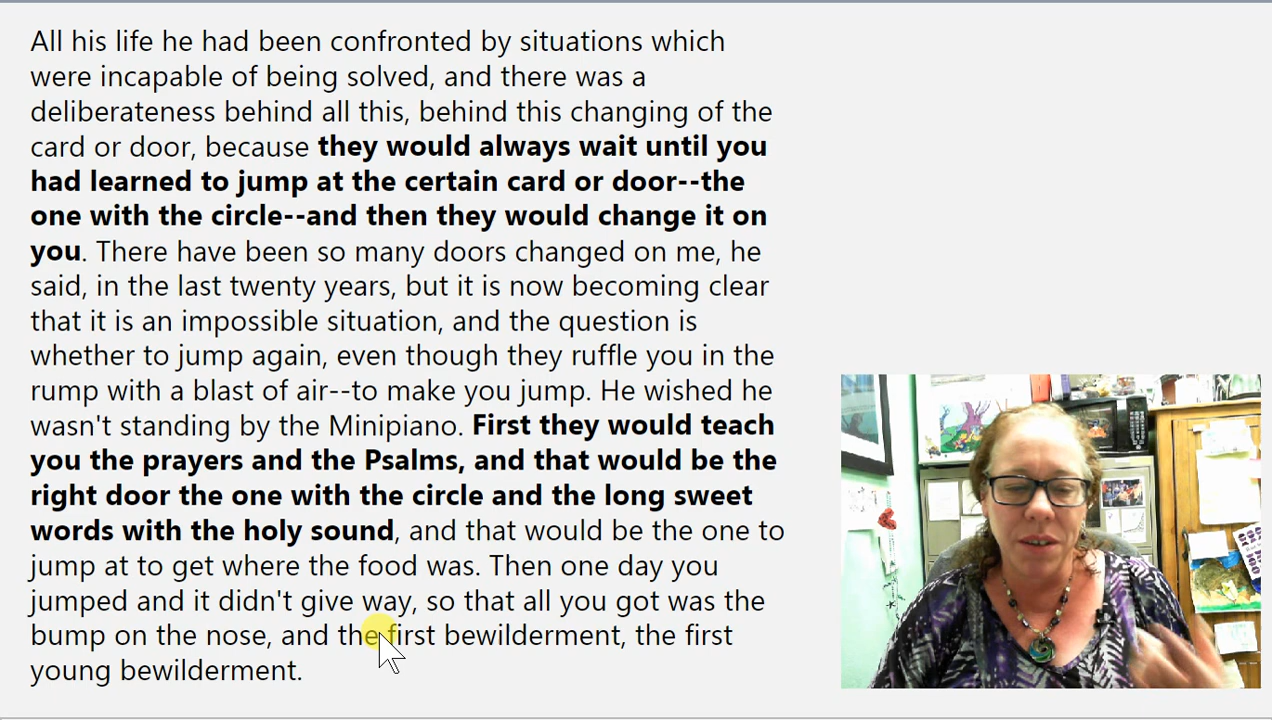 All his life he had been confronted by situations which
were incapable of being solved, and there was a
deliberateness behind all this, behind this changing of the
card or door, because they would always wait until you
had learned to jump at the certain card or door--the
one with the circle--and then they would change it on
you. There have been so many doors changed on me, he
said, in the last twenty years, but it is now becoming clear
that it is an impossible situation, and the question is
whether to jump again, even though they ruffle you in the
rump with a blast of air--to make you jump. He wished he
wasn't standing by the Minipiano. First they would teach
you the prayers and the Psalms, and that would be the
right door the one with the circle and the long sweet
words with the holy sound, and that would be the one to
jump at to get where the food was. Then one day you
jumped and it didn't give way, so that all you got was the
bump on the nose, and the first bewilderment, the first
young bewilderment.